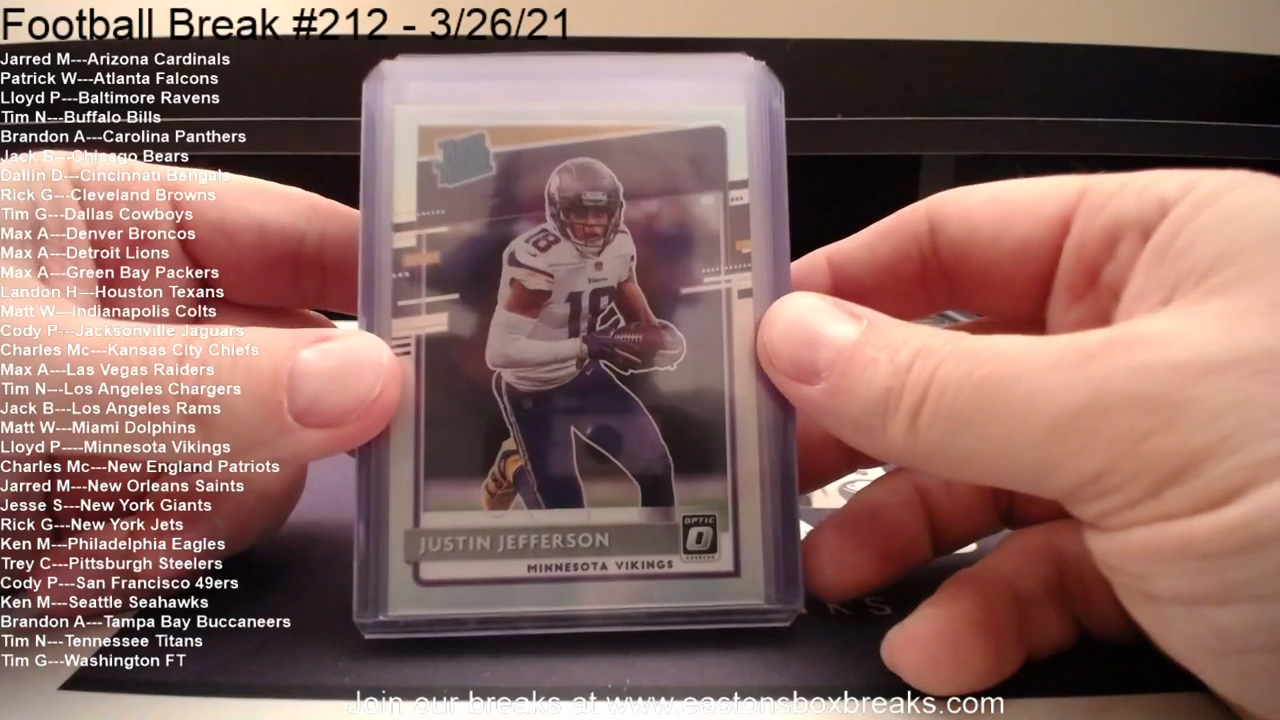 Football Break #212 - 3/26/21
Jarred M---Arizona Cardinals
Patrick W---Atlanta Falcons
Lloyd P---Baltimore Ravens
Tim N---Buffalo Bills
Brandon A---Carolina Panthers
Jack B---Chicago Bears
Dallin D---Cincinnati Bengals
Rick G---Cleveland Browns
Tim G---Dallas Cowboys
Max A---Denver Broncos
Max A---Detroit Lions
Max A---Green Bay Packers
Landon H---Houston Texans
Matt W---Indianapolis Colts
Cody P---Jacksonville Jaguars
Charles Mc---Kansas CIty Chiefs
Max A---Las Vegas Raiders
Tim N---Los Angeles Chargers
Jack B---Los Angeles Rams
Matt W---Miami Dolphins
Lloyd P----Minnesota Vikings
Charles Mc---New England Patriots
Jarred M---New Orleans Saints
Jesse S---New York Giants
Rick G---New York Jets
Ken M---Philadelphia Eagles
Trey C---Pittsburgh Steelers
Cody P---San Francisco 49ers
Ken M---Seattle Seahawks
Brandon A---Tampa Bay Buccaneers
Tim N---Tennessee Titans
Tim G---Washington FT
18
18
OPTIC
JUSTIN JEFFERSON
MINNESOTA VIKINGS
Join our breaks at www.eastonsboxbreaks.com